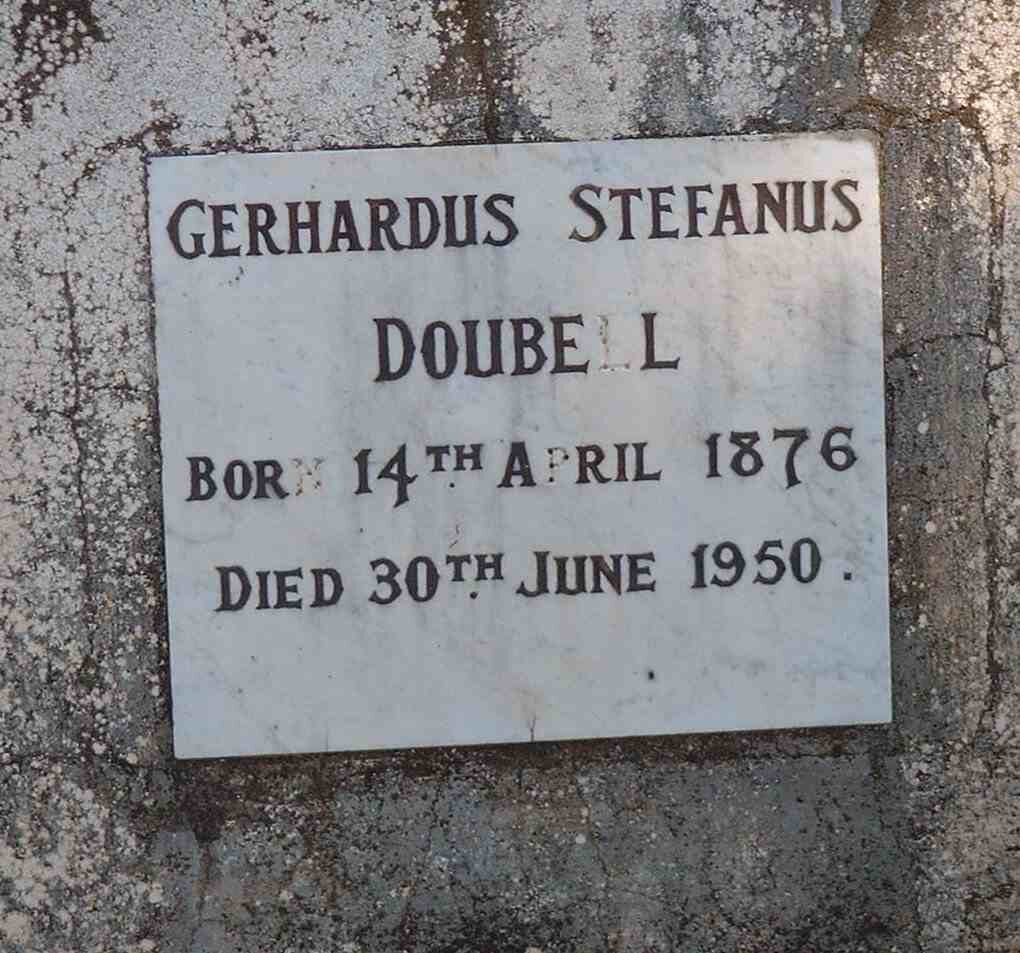 GERHARDUS STEFANUS
DOUBELL
BORN 14TH APRIL 1876
DIED 30TH JUNE 1950.